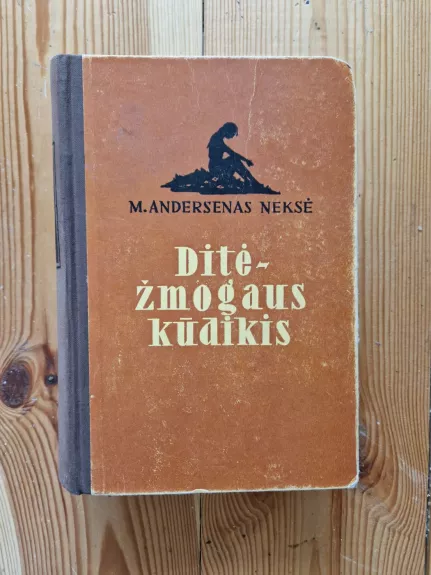 M. ANDERSENAS NEKSĖ
Ditė-
žmogaus
kūdikis